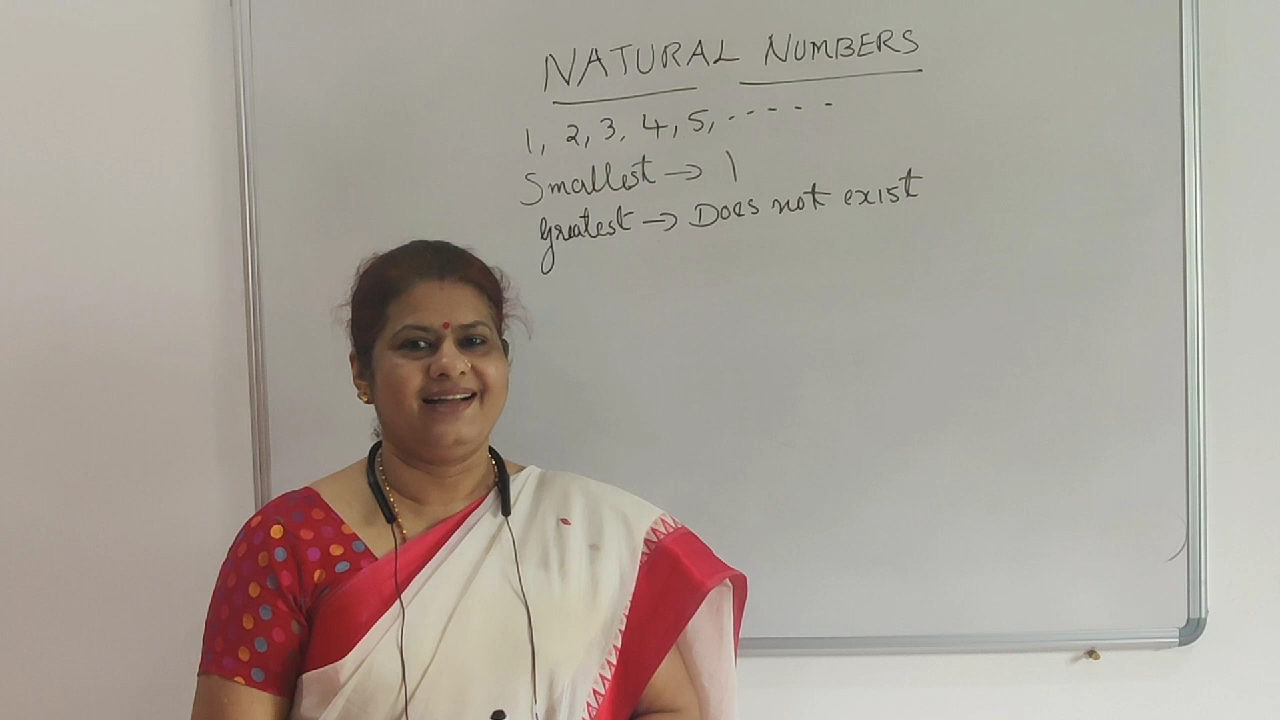 NATURAL NUMBERS
1, 2, 3, 4, 5, -----
Smallest → 1
Greatest → Does not exist